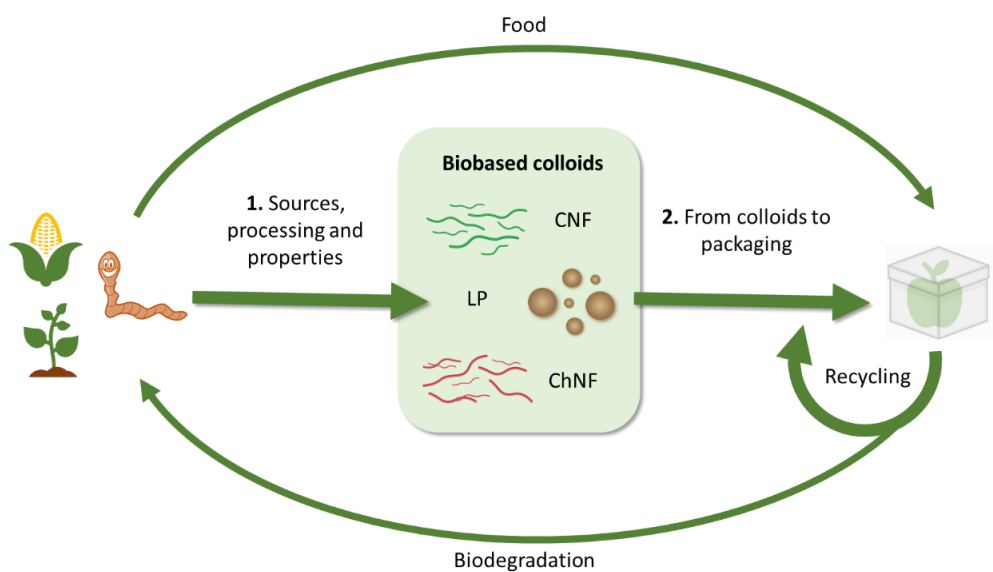 Food
Biobased colloids
1. Sources,
processing and
properties
CNF
2. From colloids to
packaging
LP
ChNF
Recycling
Biodegradation